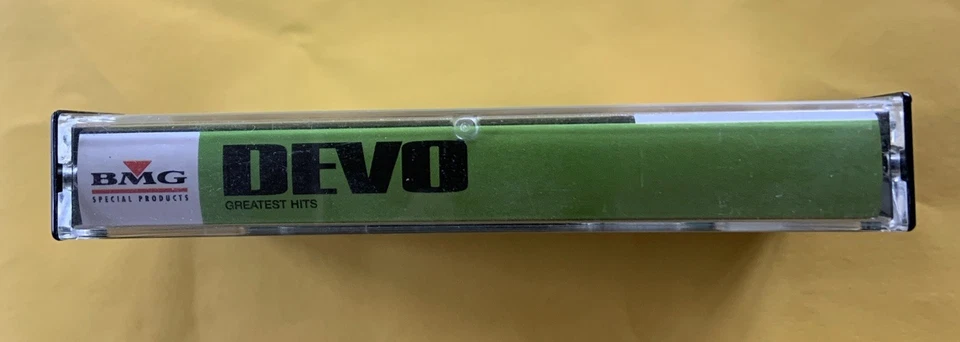 BMG
SPECIAL PRODUCTS
DEVO
GREATEST HITS